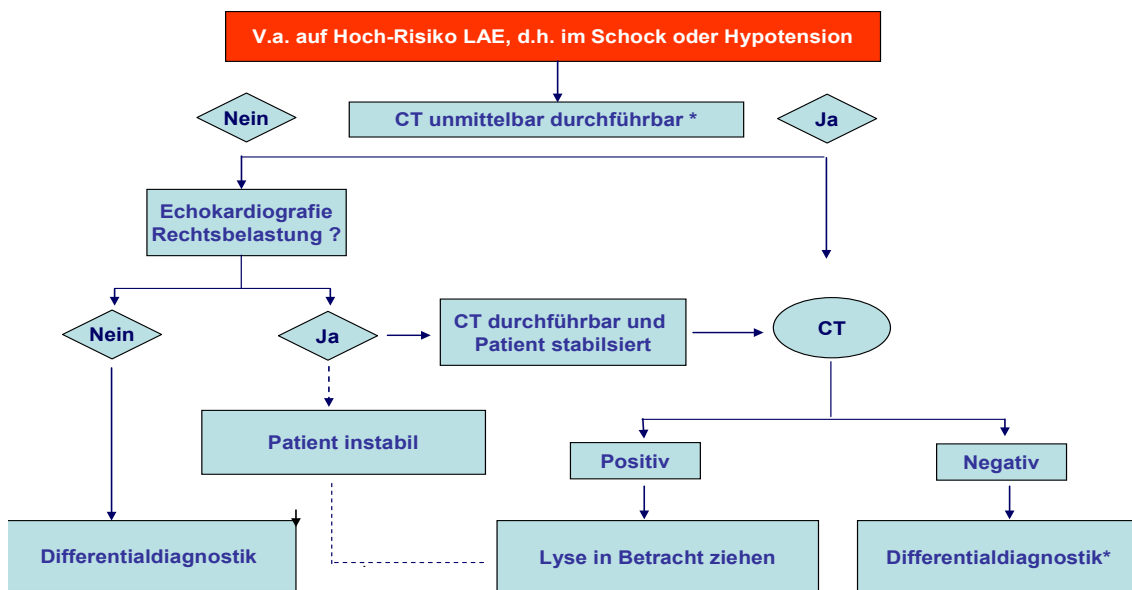 V.a. auf Hoch-Risiko LAE, d.h. im Schock oder Hypotension
Nein
CT unmittelbar durchführbar *
Ja
Echokardiografie
Rechtsbelastung ?
Nein
Ja
CT durchführbar und
Patient stabilsiert
CT
Patient instabil
Positiv
Negativ
Differentialdiagnostik
Lyse in Betracht ziehen
Differentialdiagnostik*